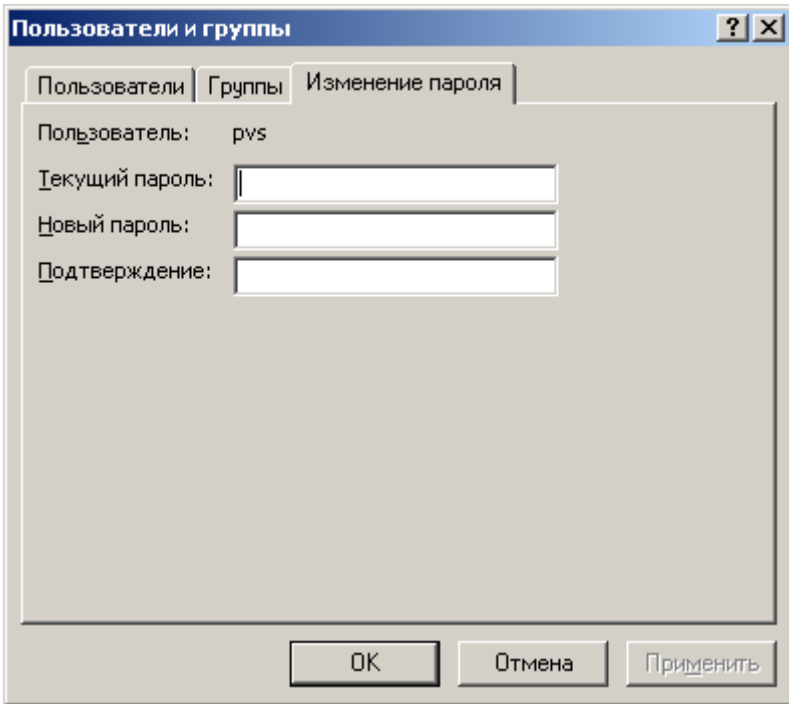 Пользователи и группы
Пользователи Группы Изменение пароля
Пользователь: pvs
Текущий пароль:
Новый пароль:
Подтверждение:
OK Отмена Применить